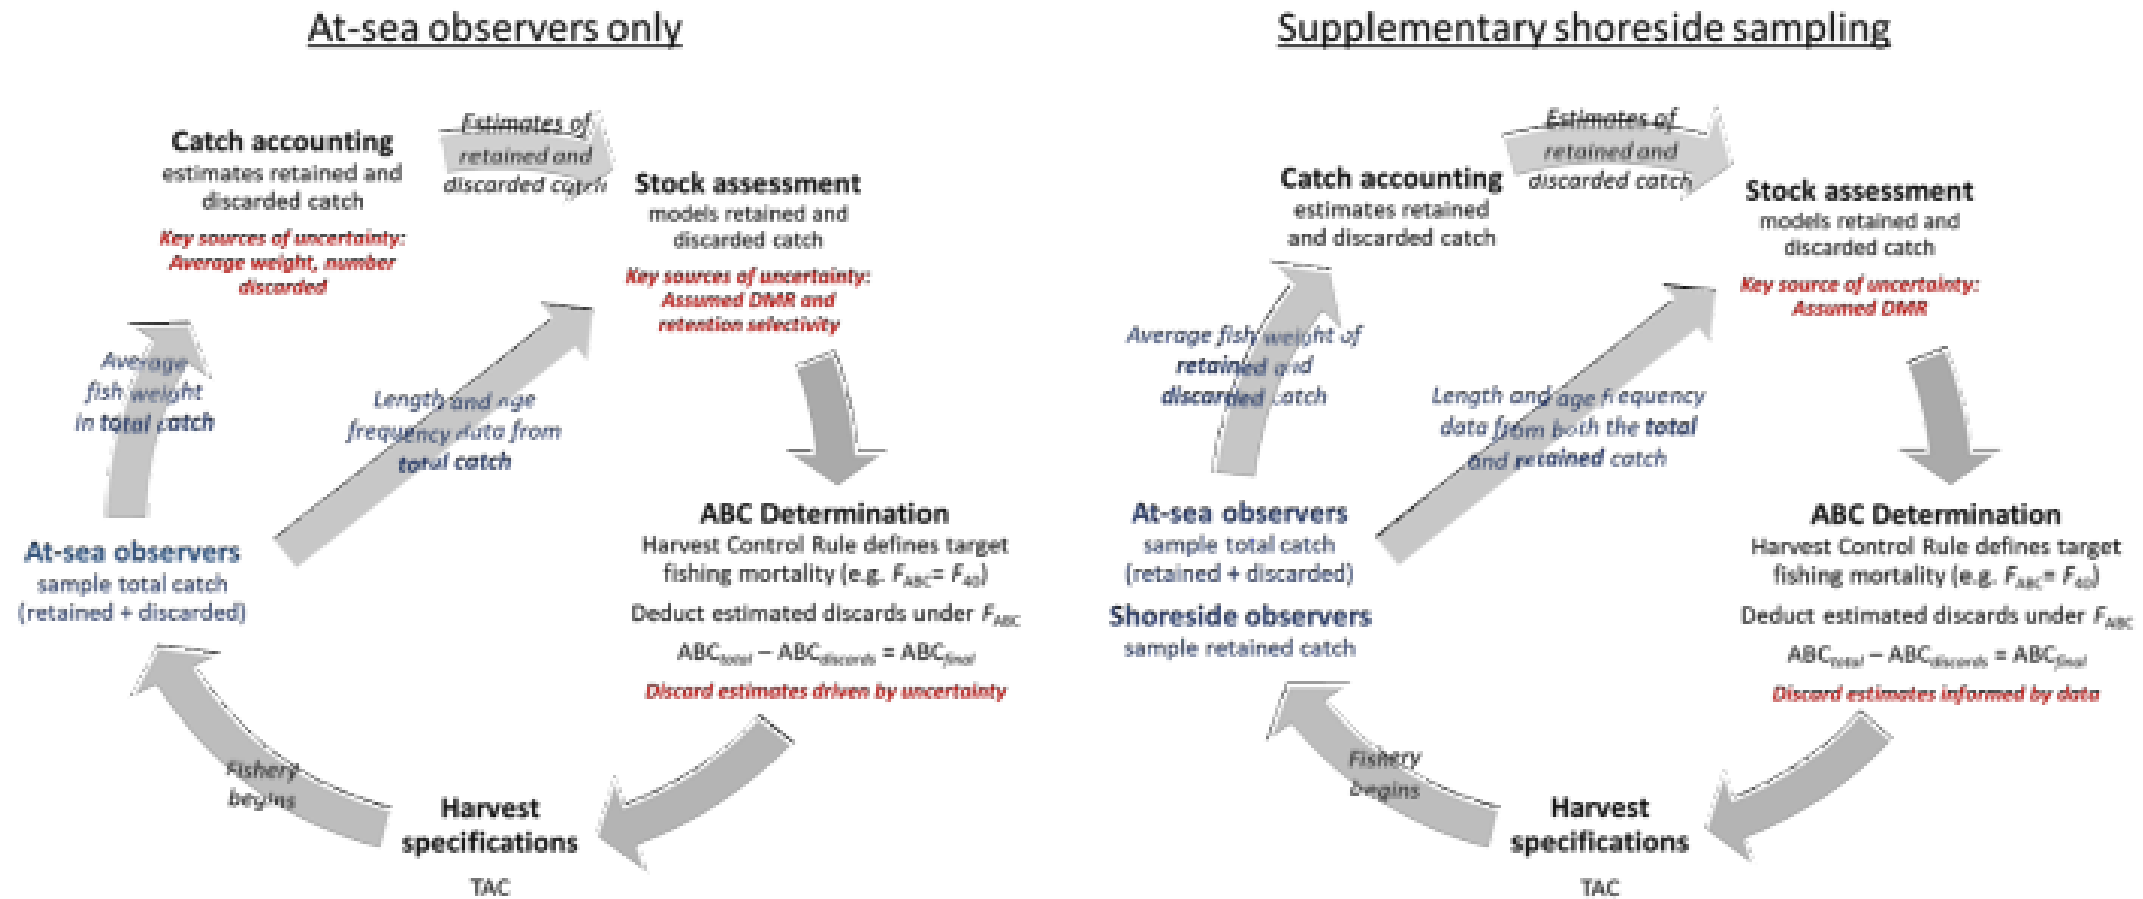 At-sea observers only
Catch accounting
estimates retained and
discarded catch
Key sources of uncertainty:
Average weight, number
discarded
Estimates of
retained and
discarded catch
Stock assessment
models retained and
discarded catch
Key sources of uncertainty:
Assumed DMR and
retention selectivity
Average
fish weight
in total catch
Length and age
frequency data from
total catch
At-sea observers
sample total catch
(retained + discarded)
ABC Determination
Harvest Control Rule defines target
fishing mortality (e.g. FABC= F40)
Deduct estimated discards under FABC
ABCtotal – ABCdiscards = ABCfinal
Discard estimates driven by uncertainty
Fishery
begins
Harvest
specifications
TAC
Supplementary shoreside sampling
Catch accounting
estimates retained
and discarded catch
Estimates of
retained and
discarded catch
Stock assessment
models retained and
discarded catch
Key source of uncertainty:
Assumed DMR
Average fish weight of
retained and
discarded catch
Length and age frequency
data from both the total
and retained catch
At-sea observers
sample total catch
(retained + discarded)
Shoreside observers
sample retained catch
ABC Determination
Harvest Control Rule defines target
fishing mortality (e.g. FABC= F40)
Deduct estimated discards under FABC
ABCtotal – ABCdiscards = ABCfinal
Discard estimates informed by data
Fishery
begins
Harvest
specifications
TAC